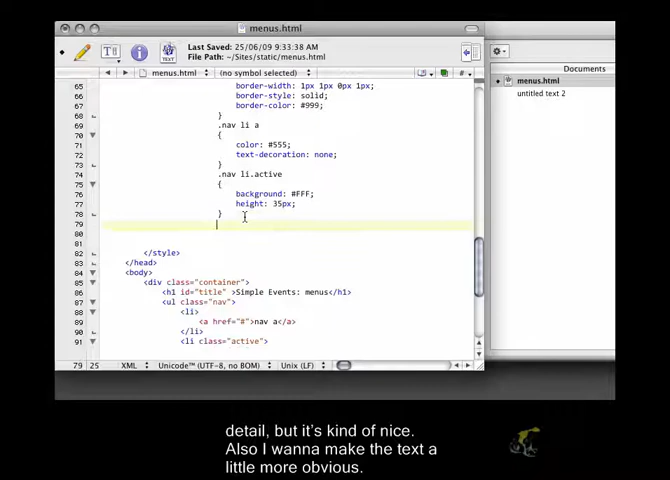 menus.html
Last Saved: 25/06/09 9:33:38 AM
File Path: ~/Sites/static/menus.html
menus.html
(no symbol selected)
#
Documents
menus.html
untitled text 2
65 border-width: 1px 1px 0px 1px;
66 border-style: solid;
67 border-color: #999;
68 }
69 .nav li a
70 {
71 color: #555;
72 text-decoration: none;
73 }
74 .nav li.active
75 {
76 background: #FFF;
77 height: 35px;
78 }
79
80
81
82 </style>
83 </head>
84 <body>
85 <div class="container">
86 <h1 id="title" >Simple Events: menus</h1>
87 <ul class="nav">
88 <li>
89 <a href="#">nav a</a>
90 </li>
91 <li class="active">
79 25 XML Unicode™ (UTF-8, no BOM) Unix (LF)
detail, but it's kind of nice.
Also I wanna make the text a
little more obvious.